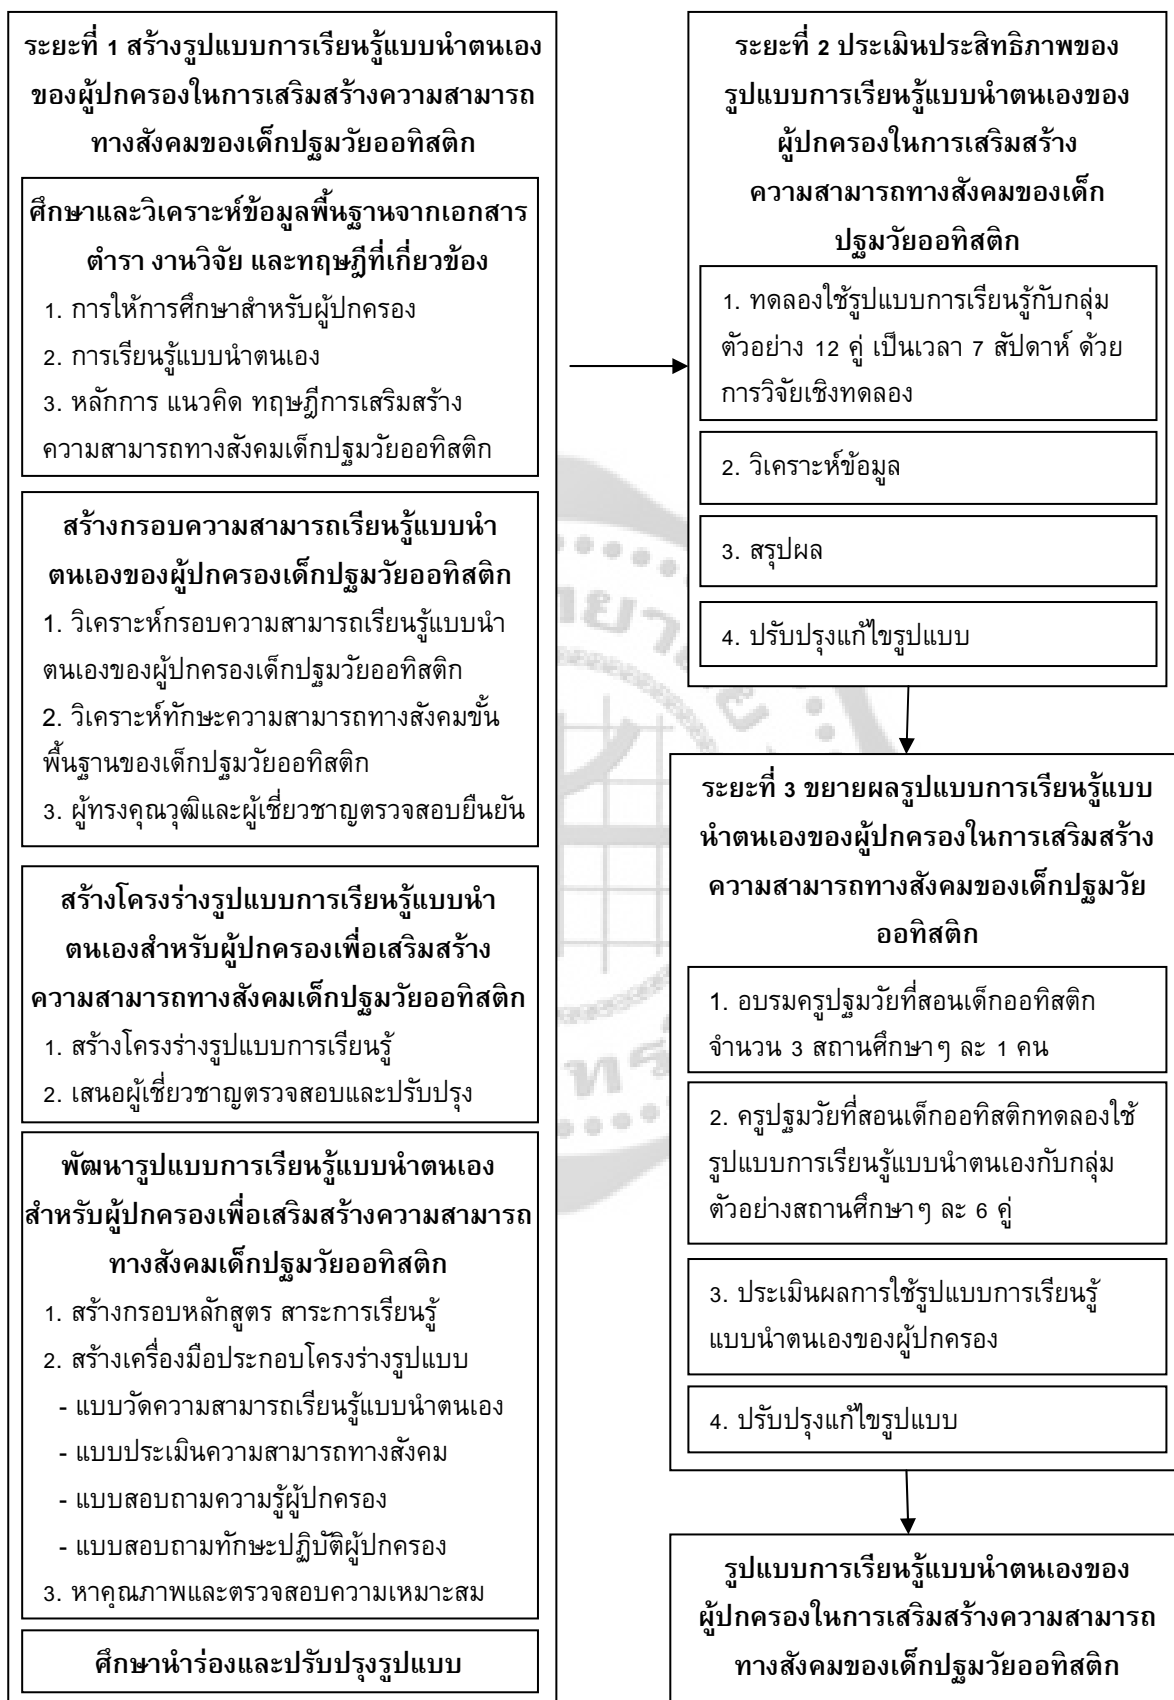 ระยะที่ 1 สร้างรูปแบบการเรียนรู้แบบนำตนเอง
ของผู้ปกครองในการเสริมสร้างความสามารถ
ทางสังคมของเด็กปฐมวัยออทิสติก
ศึกษาและวิเคราะห์ข้อมูลพื้นฐานจากเอกสาร
ตำรา งานวิจัย และทฤษฎีที่เกี่ยวข้อง
1. การให้การศึกษาสำหรับผู้ปกครอง
2. การเรียนรู้แบบนำตนเอง
3. หลักการ แนวคิด ทฤษฎีการเสริมสร้าง
ความสามารถทางสังคมเด็กปฐมวัยออทิสติก
สร้างกรอบความสามารถเรียนรู้แบบนำ
ตนเองของผู้ปกครองเด็กปฐมวัยออทิสติก
1. วิเคราะห์กรอบความสามารถเรียนรู้แบบนำ
ตนเองของผู้ปกครองเด็กปฐมวัยออทิสติก
2. วิเคราะห์ทักษะความสามารถทางสังคมขั้น
พื้นฐานของเด็กปฐมวัยออทิสติก
3. ผู้ทรงคุณวุฒิและผู้เชี่ยวชาญตรวจสอบยืนยัน
สร้างโครงร่างรูปแบบการเรียนรู้แบบนำ
ตนเองสำหรับผู้ปกครองเพื่อเสริมสร้าง
ความสามารถทางสังคมเด็กปฐมวัยออทิสติก
1. สร้างโครงร่างรูปแบบการเรียนรู้
2. เสนอผู้เชี่ยวชาญตรวจสอบและปรับปรุง
พัฒนารูปแบบการเรียนรู้แบบนำตนเอง
สำหรับผู้ปกครองเพื่อเสริมสร้างความสามารถ
ทางสังคมเด็กปฐมวัยออทิสติก
1. สร้างกรอบหลักสูตร สาระการเรียนรู้
2. สร้างเครื่องมือประกอบโครงร่างรูปแบบ
- แบบวัดความสามารถเรียนรู้แบบนำตนเอง
- แบบประเมินความสามารถทางสังคม
- แบบสอบถามความรู้ผู้ปกครอง
- แบบสอบถามทักษะปฏิบัติผู้ปกครอง
3. หาคุณภาพและตรวจสอบความเหมาะสม
ศึกษานำร่องและปรับปรุงรูปแบบ
ระยะที่ 2 ประเมินประสิทธิภาพของ
รูปแบบการเรียนรู้แบบนำตนเองของ
ผู้ปกครองในการเสริมสร้าง
ความสามารถทางสังคมของเด็ก
ปฐมวัยออทิสติก
1. ทดลองใช้รูปแบบการเรียนรู้กับกลุ่ม
ตัวอย่าง 12 คู่ เป็นเวลา 7 สัปดาห์ ด้วย
การวิจัยเชิงทดลอง
2. วิเคราะห์ข้อมูล
3. สรุปผล
4. ปรับปรุงแก้ไขรูปแบบ
ระยะที่ 3 ขยายผลรูปแบบการเรียนรู้แบบ
นำตนเองของผู้ปกครองในการเสริมสร้าง
ความสามารถทางสังคมของเด็กปฐมวัย
ออทิสติก
1. อบรมครูปฐมวัยที่สอนเด็กออทิสติก
จำนวน 3 สถานศึกษาๆ ละ 1 คน
2. ครูปฐมวัยที่สอนเด็กออทิสติกทดลองใช้
รูปแบบการเรียนรู้แบบนำตนเองกับกลุ่ม
ตัวอย่างสถานศึกษาๆ ละ 6 คู่
3. ประเมินผลการใช้รูปแบบการเรียนรู้
แบบนำตนเองของผู้ปกครอง
4. ปรับปรุงแก้ไขรูปแบบ
รูปแบบการเรียนรู้แบบนำตนเองของ
ผู้ปกครองในการเสริมสร้างความสามารถ
ทางสังคมของเด็กปฐมวัยออทิสติก